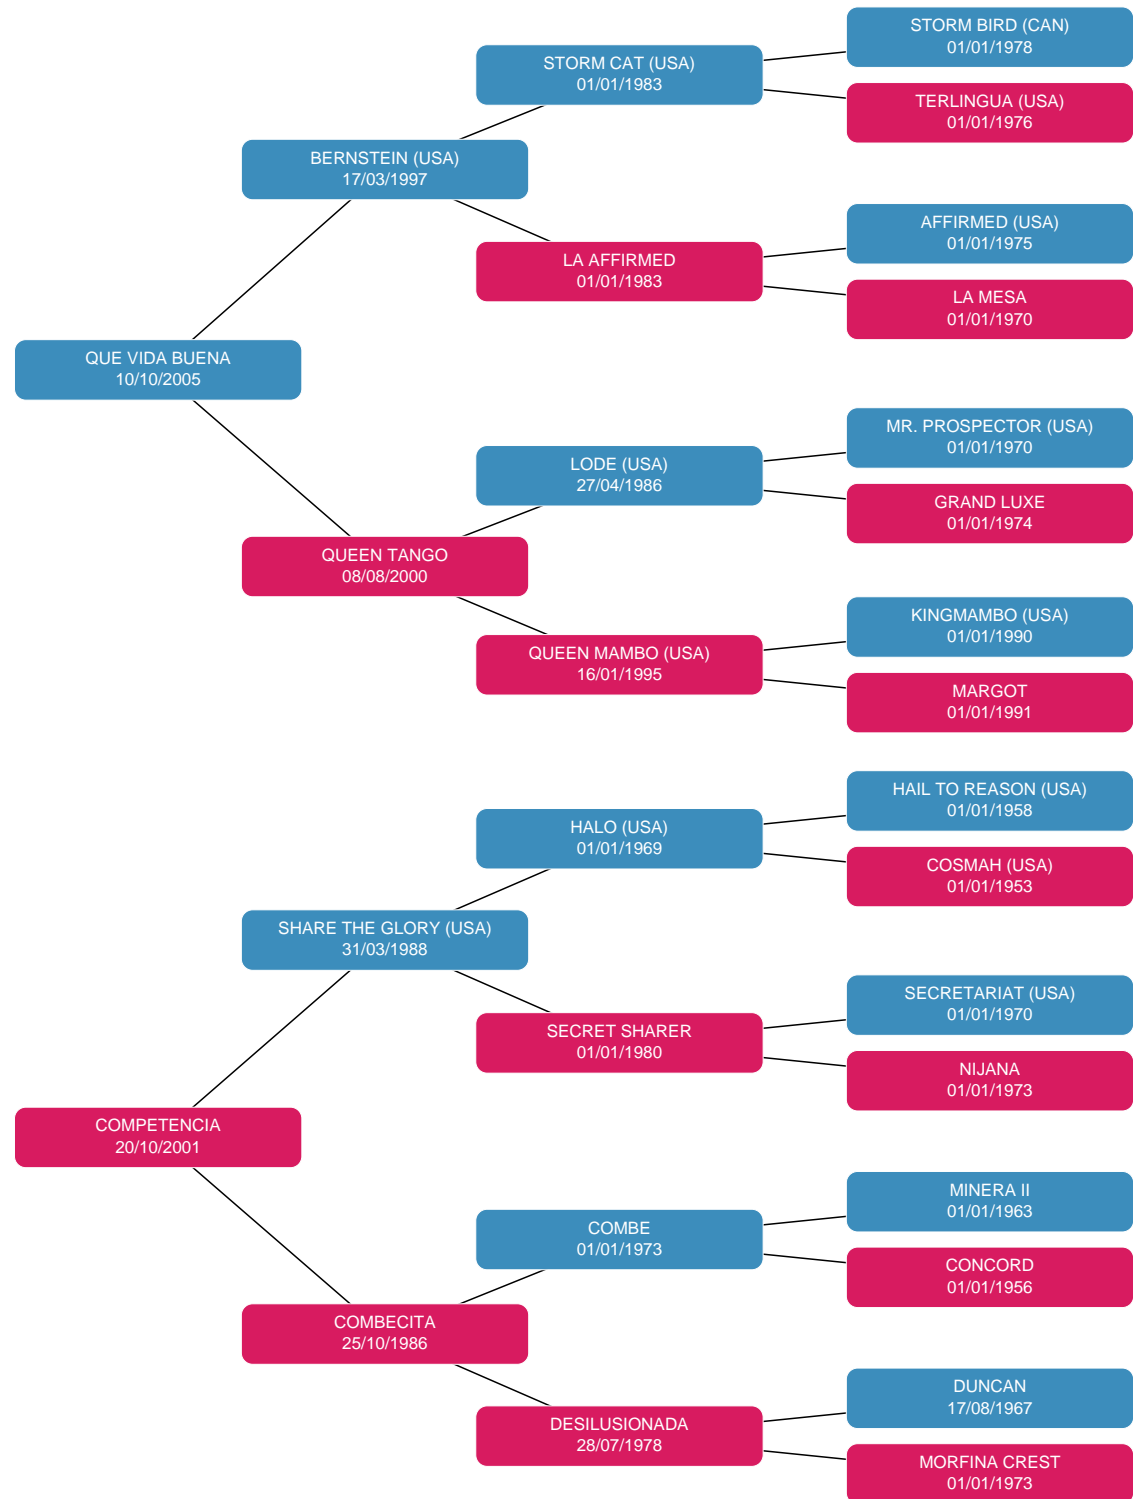 STORM BIRD (CAN)
01/01/1978
STORM CAT (USA)
01/01/1983
TERLINGUA (USA)
01/01/1976
BERNSTEIN (USA)
17/03/1997
AFFIRMED (USA)
01/01/1975
LA AFFIRMED
01/01/1983
LA MESA
01/01/1970
QUE VIDA BUENA
10/10/2005
MR. PROSPECTOR (USA)
01/01/1970
LODE (USA)
27/04/1986
GRAND LUXE
01/01/1974
QUEEN TANGO
08/08/2000
KINGMAMBO (USA)
01/01/1990
QUEEN MAMBO (USA)
16/01/1995
MARGOT
01/01/1991
HAIL TO REASON (USA)
01/01/1958
HALO (USA)
01/01/1969
COSMAH (USA)
01/01/1953
SHARE THE GLORY (USA)
31/03/1988
SECRETARIAT (USA)
01/01/1970
SECRET SHARER
01/01/1980
NIJANA
01/01/1973
COMPETENCIA
20/10/2001
MINERA II
01/01/1963
COMBE
01/01/1973
CONCORD
01/01/1956
COMBECITA
25/10/1986
DUNCAN
17/08/1967
DESILUSIONADA
28/07/1978
MORFINA CREST
01/01/1973